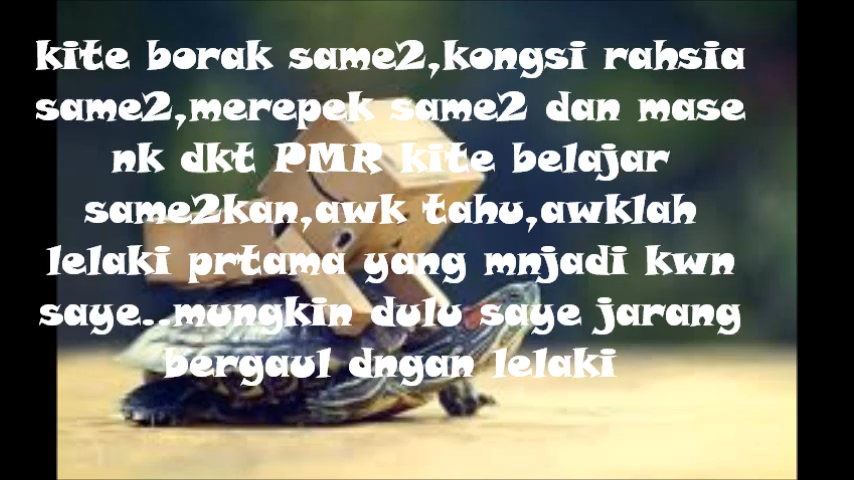 kite borak same2,kongsi rahsia
same2,merepek same2 dan mase
nk dkt PMR kite belajar
same2kan,awk tahu,awklah
lelaki prtama yang mnjadi kwn
saye..mungkin dulu saye jarang
bergaul dngan lelaki